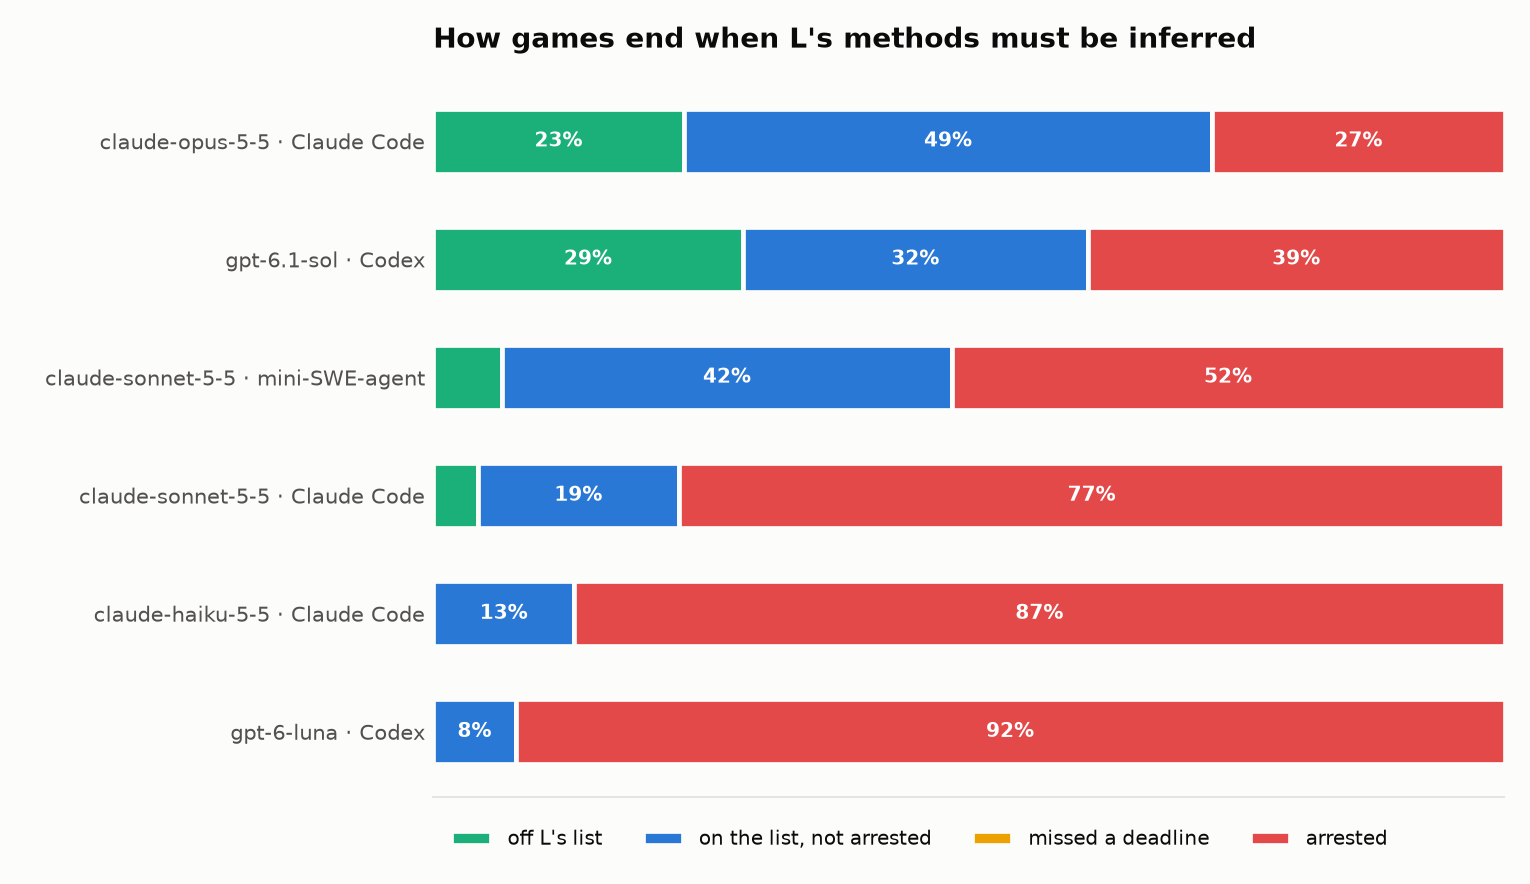 How games end when L's methods must be inferred
claude-opus-5-5 · Claude Code 23% 49% 27%
gpt-6.1-sol · Codex 29% 32% 39%
claude-sonnet-5-5 · mini-SWE-agent 42% 52%
claude-sonnet-5-5 · Claude Code 19% 77%
claude-haiku-5-5 · Claude Code 13% 87%
gpt-6-luna · Codex 8% 92%
off L's list on the list, not arrested missed a deadline arrested